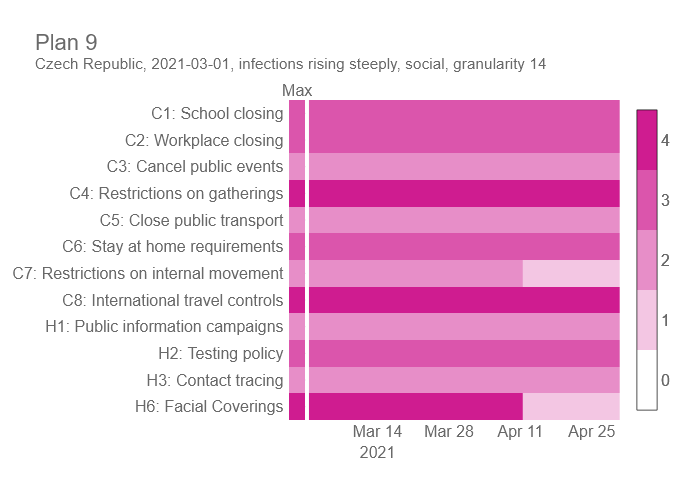 Plan 9
Czech Republic, 2021-03-01, infections rising steeply, social, granularity 14
Max
C1: School closing
C2: Workplace closing
C3: Cancel public events
C4: Restrictions on gatherings
C5: Close public transport
C6: Stay at home requirements
C7: Restrictions on internal movement
C8: International travel controls
H1: Public information campaigns
H2: Testing policy
H3: Contact tracing
H6: Facial Coverings
Mar 14 Mar 28 Apr 11 Apr 25
2021
4
3
2
1
0